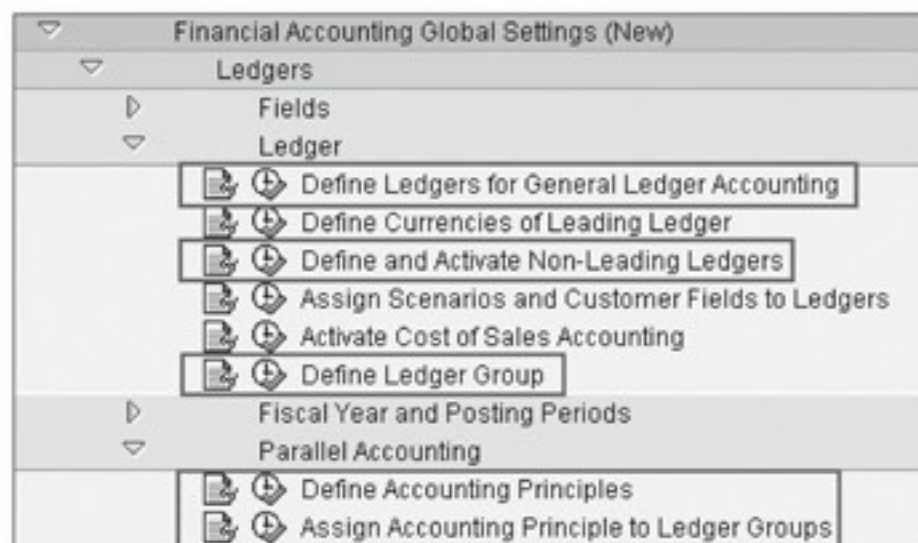 Financial Accounting Global Settings (New)
Ledgers
Fields
Ledger
Define Ledgers for General Ledger Accounting
Define Currencies of Leading Ledger
Define and Activate Non-Leading Ledgers
Assign Scenarios and Customer Fields to Ledgers
Activate Cost of Sales Accounting
Define Ledger Group
Fiscal Year and Posting Periods
Parallel Accounting
Define Accounting Principles
Assign Accounting Principle to Ledger Groups